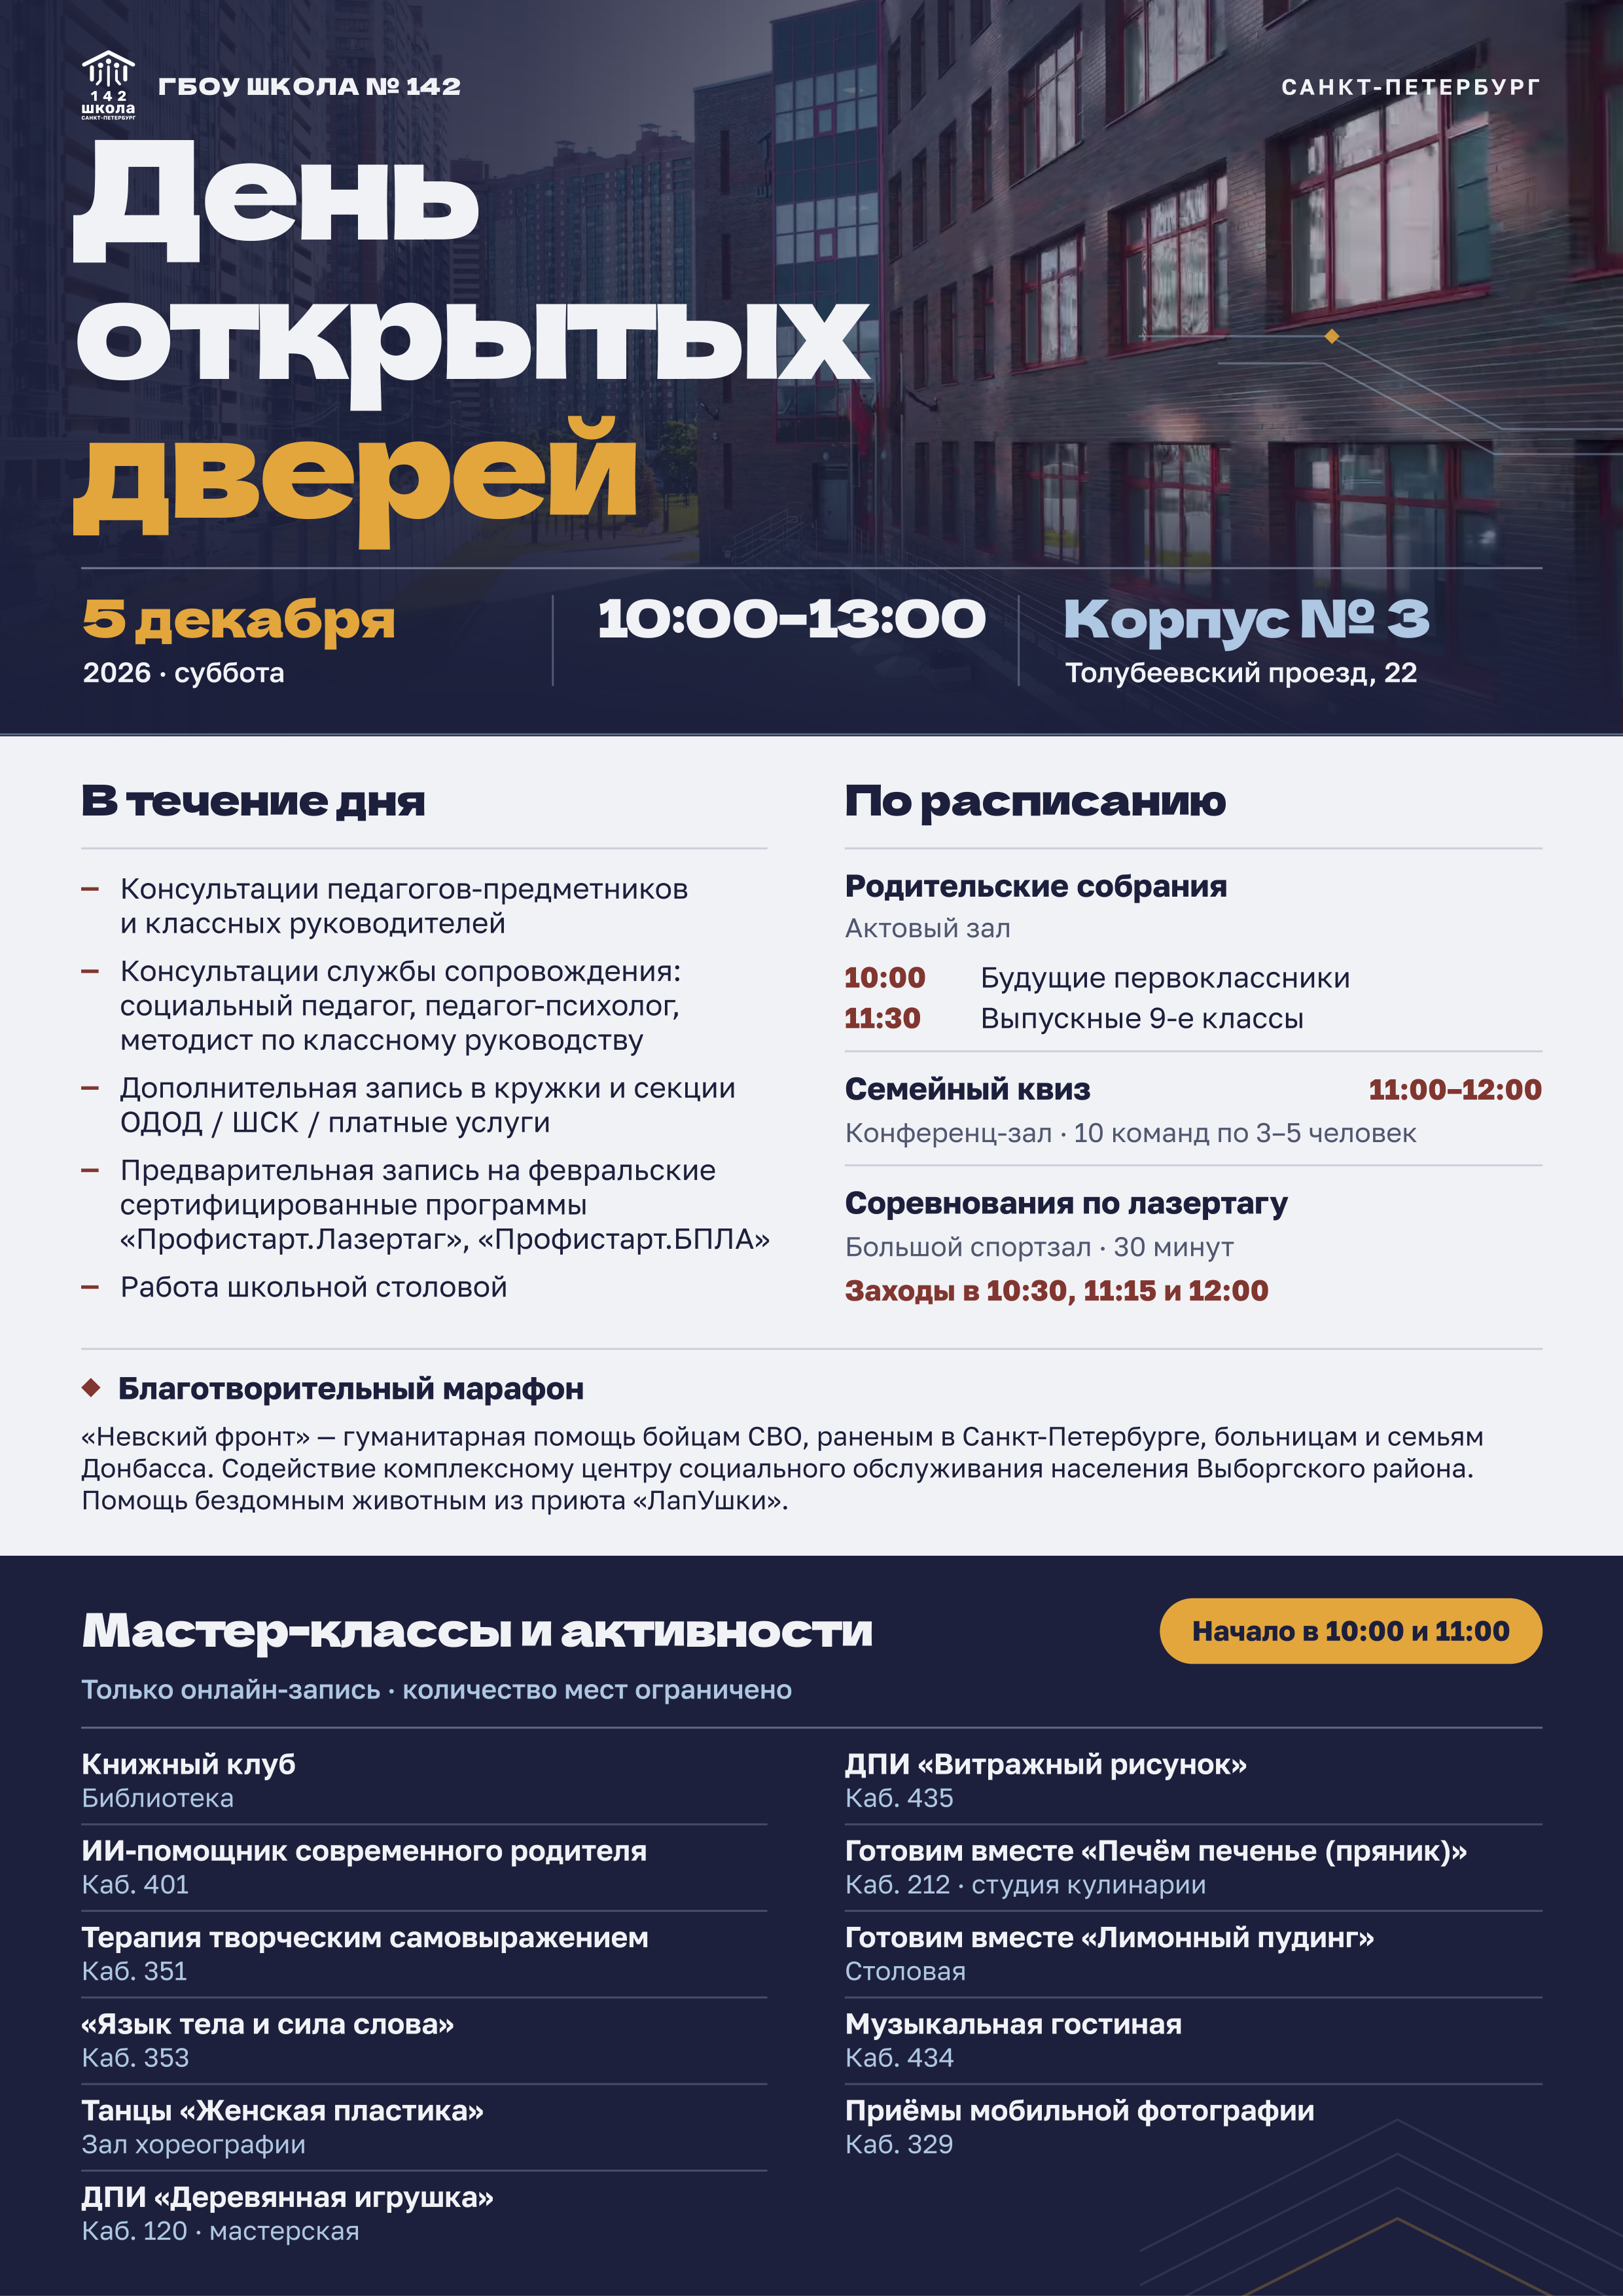 142
школа
САНКТ-ПЕТЕРБУРГ
ГБОУ ШКОЛА № 142
САНКТ-ПЕТЕРБУРГ
День
открытых
дверей
5 декабря
2026 · суббота
10:00–13:00
Корпус № 3
Толубеевский проезд, 22
В течение дня
– Консультации педагогов-предметников
и классных руководителей
– Консультации службы сопровождения:
социальный педагог, педагог-психолог,
методист по классному руководству
– Дополнительная запись в кружки и секции
ОДОД / ШСК / платные услуги
– Предварительная запись на февральские
сертифицированные программы
«Профистарт.Лазертаг», «Профистарт.БПЛА»
– Работа школьной столовой
По расписанию
Родительские собрания
Актовый зал
10:00 Будущие первоклассники
11:30 Выпускные 9-е классы
Семейный квиз 11:00–12:00
Конференц-зал · 10 команд по 3–5 человек
Соревнования по лазертагу
Большой спортзал · 30 минут
Заходы в 10:30, 11:15 и 12:00
Благотворительный марафон
«Невский фронт» — гуманитарная помощь бойцам СВО, раненым в Санкт-Петербурге, больницам и семьям
Донбасса. Содействие комплексному центру социального обслуживания населения Выборгского района.
Помощь бездомным животным из приюта «ЛапУшки».
Мастер-классы и активности
Начало в 10:00 и 11:00
Только онлайн-запись · количество мест ограничено
Книжный клуб
Библиотека
ИИ-помощник современного родителя
Каб. 401
Терапия творческим самовыражением
Каб. 351
«Язык тела и сила слова»
Каб. 353
Танцы «Женская пластика»
Зал хореографии
ДПИ «Деревянная игрушка»
Каб. 120 · мастерская
ДПИ «Витражный рисунок»
Каб. 435
Готовим вместе «Печём печенье (пряник)»
Каб. 212 · студия кулинарии
Готовим вместе «Лимонный пудинг»
Столовая
Музыкальная гостиная
Каб. 434
Приёмы мобильной фотографии
Каб. 329